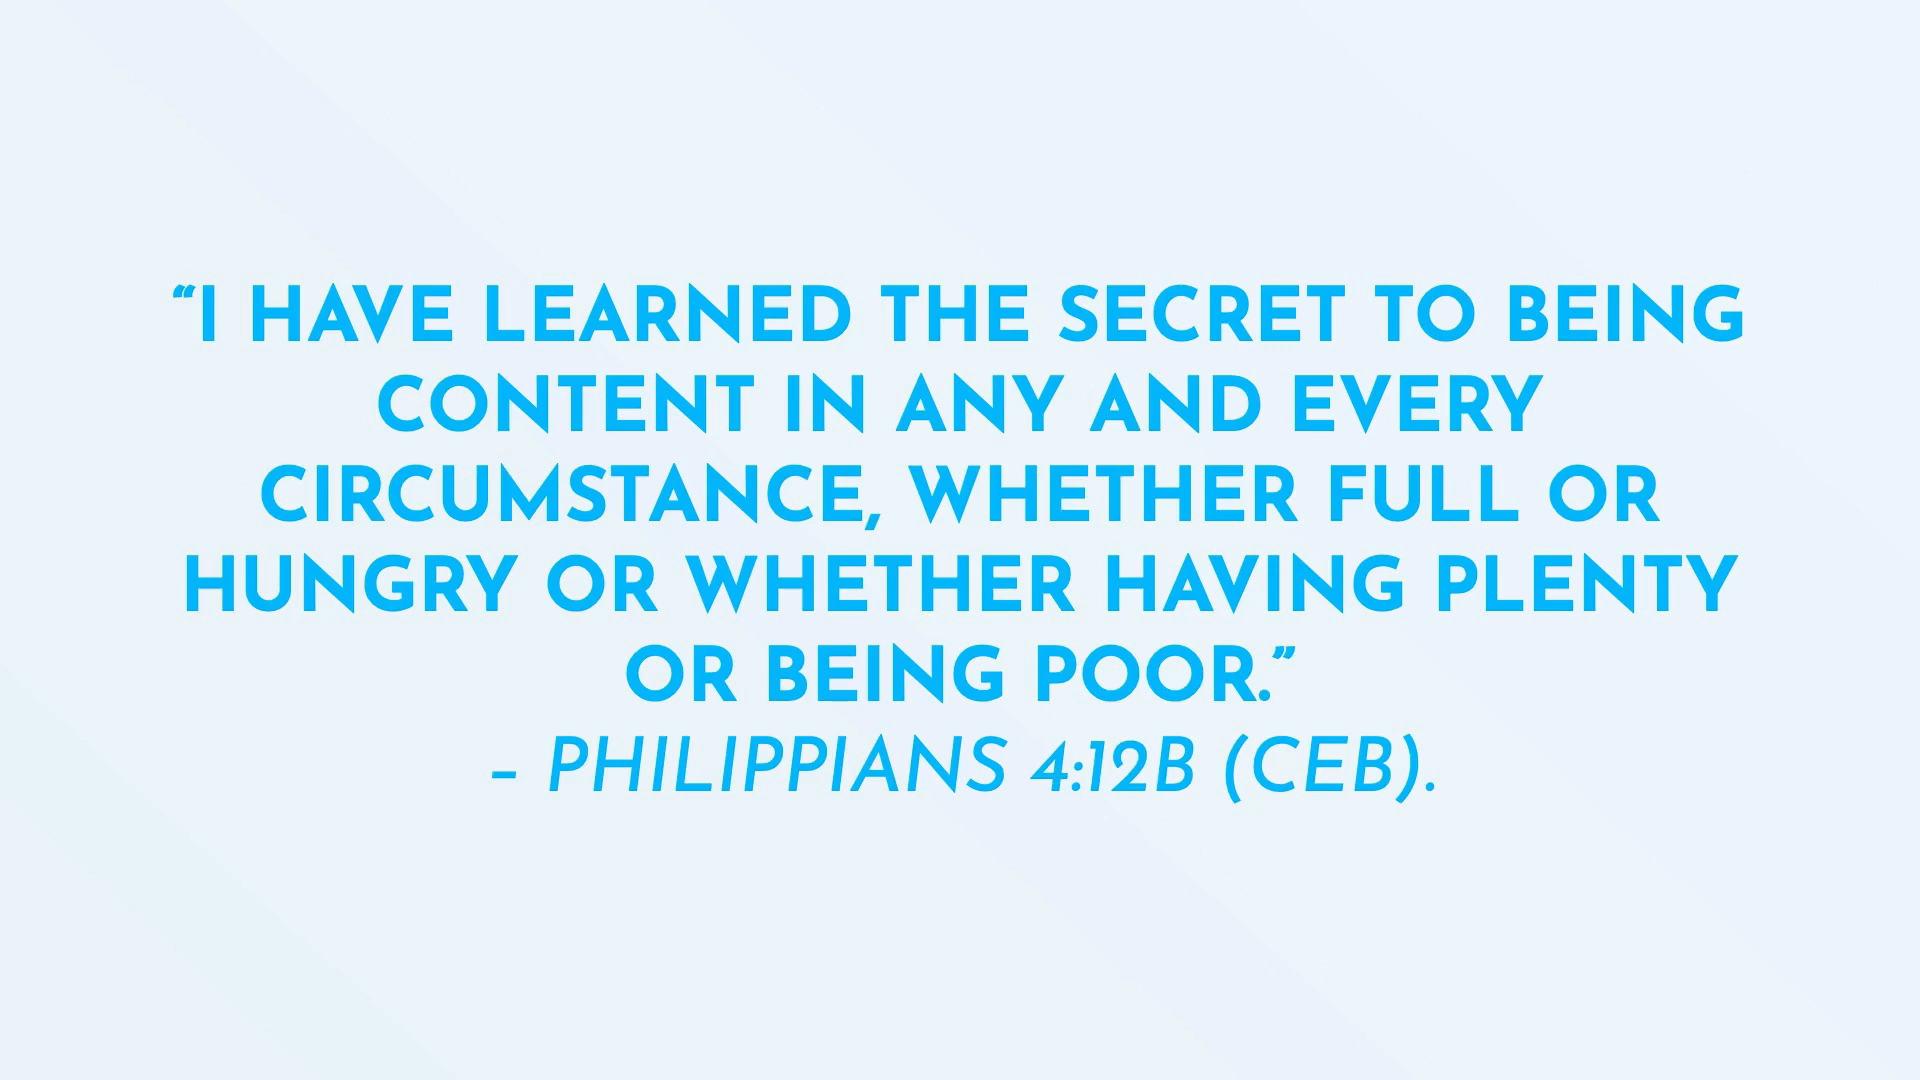 “I HAVE LEARNED THE SECRET TO BEING
CONTENT IN ANY AND EVERY
CIRCUMSTANCE, WHETHER FULL OR
HUNGRY OR WHETHER HAVING PLENTY
OR BEING POOR.”
– PHILIPPIANS 4:12B (CEB).